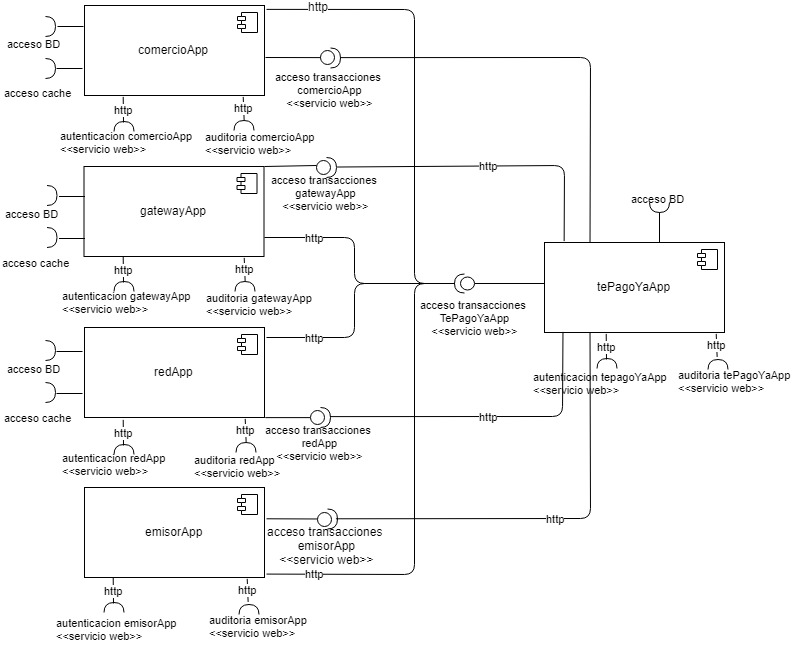 http
acceso BD
comercioApp
acceso transacciones
comercioApp
<<servicio web>>
acceso cache
http
http
autenticacion comercioApp
<<servicio web>>
auditoria comercioApp
<<servicio web>>
http
acceso transacciones
gatewayApp
<<servicio web>>
gatewayApp
acceso BD
http
acceso cache
http
http
autenticacion gatewayApp
<<servicio web>>
auditoria gatewayApp
<<servicio web>>
acceso BD
tePagoYaApp
acceso transacciones
TePagoYaApp
<<servicio web>>
http
http
autenticacion tepagoYaApp
<<servicio web>>
auditoria tePagoYaApp
<<servicio web>>
http
redApp
acceso BD
acceso cache
http
acceso transacciones
redApp
<<servicio web>>
http
http
autenticacion redApp
<<servicio web>>
auditoria redApp
<<servicio web>>
emisorApp
http
acceso transacciones
emisorApp
<<servicio web>>
http
http
http
autenticacion emisorApp
<<servicio web>>
auditoria emisorApp
<<servicio web>>